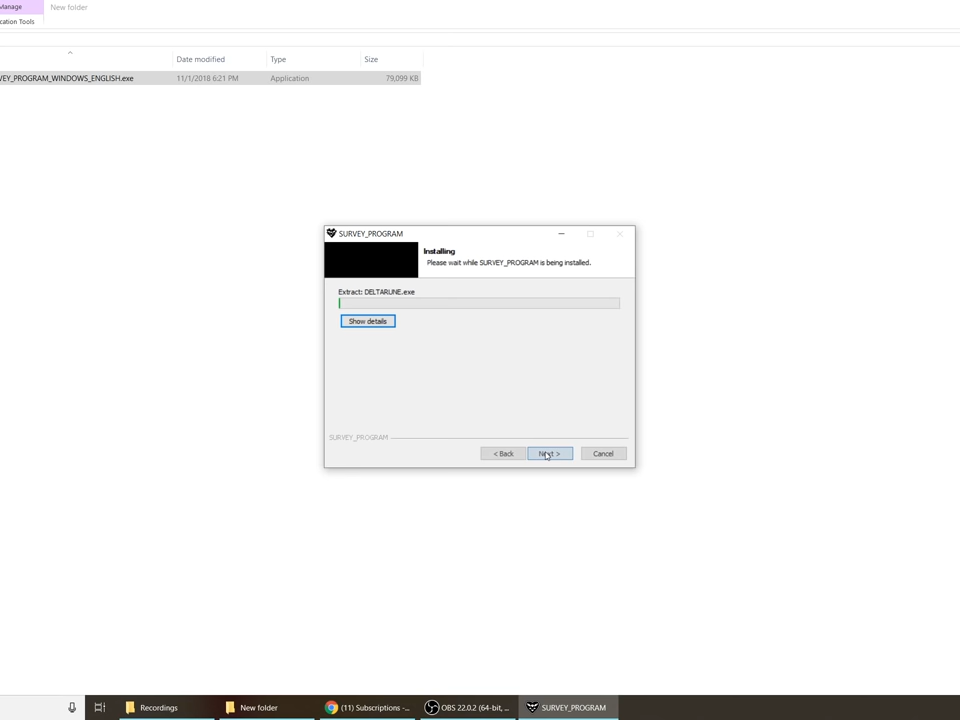 Manage
New folder
cation Tools
Date modified
Type
Size
VEY_PROGRAM_WINDOWS_ENGLISH.exe
11/1/2018 6:21 PM
Application
79,099 KB
SURVEY_PROGRAM
Installing
Please wait while SURVEY_PROGRAM is being installed.
Extract: DELTARUNE.exe
Show details
SURVEY_PROGRAM
< Back
Next >
Cancel
Recordings
New folder
(11) Subscriptions -...
OBS 22.0.2 (64-bit, ...
SURVEY_PROGRAM